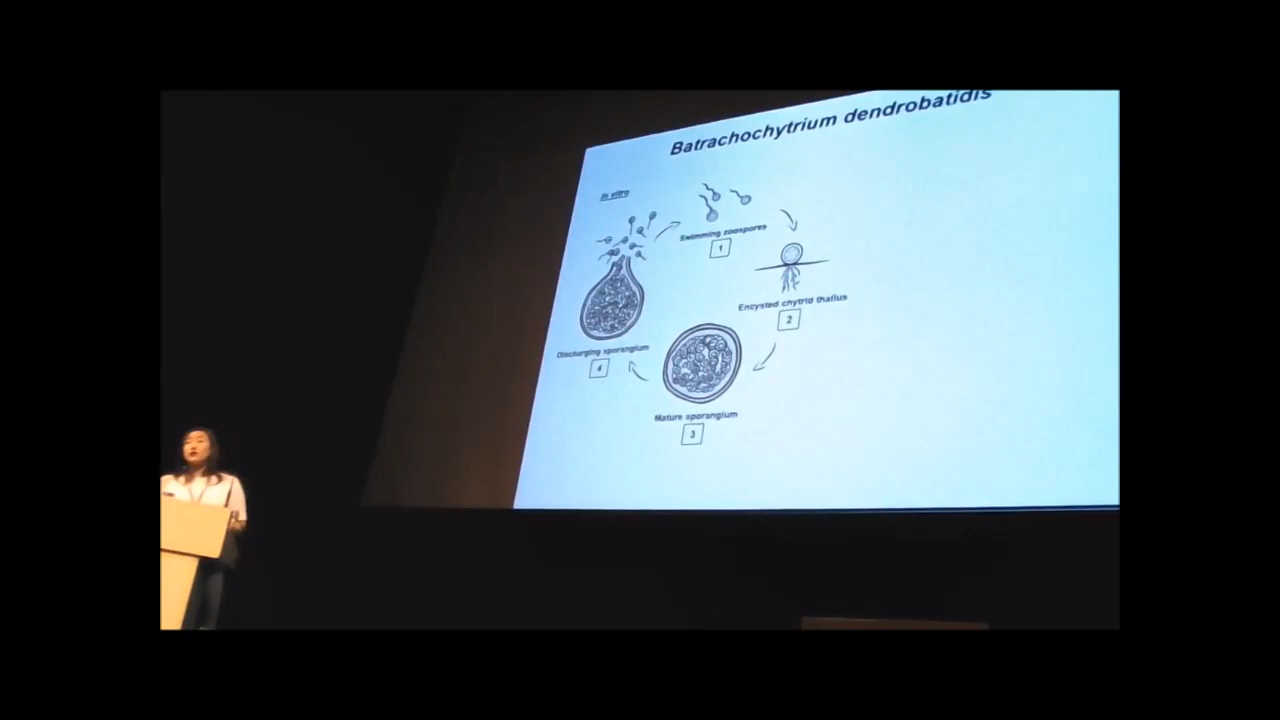 Batrachochytrium dendrobatidis
In vitro
Swimming zoospores
1
Encysted chytrid thallus
2
Mature sporangium
3
Discharging sporangium
4